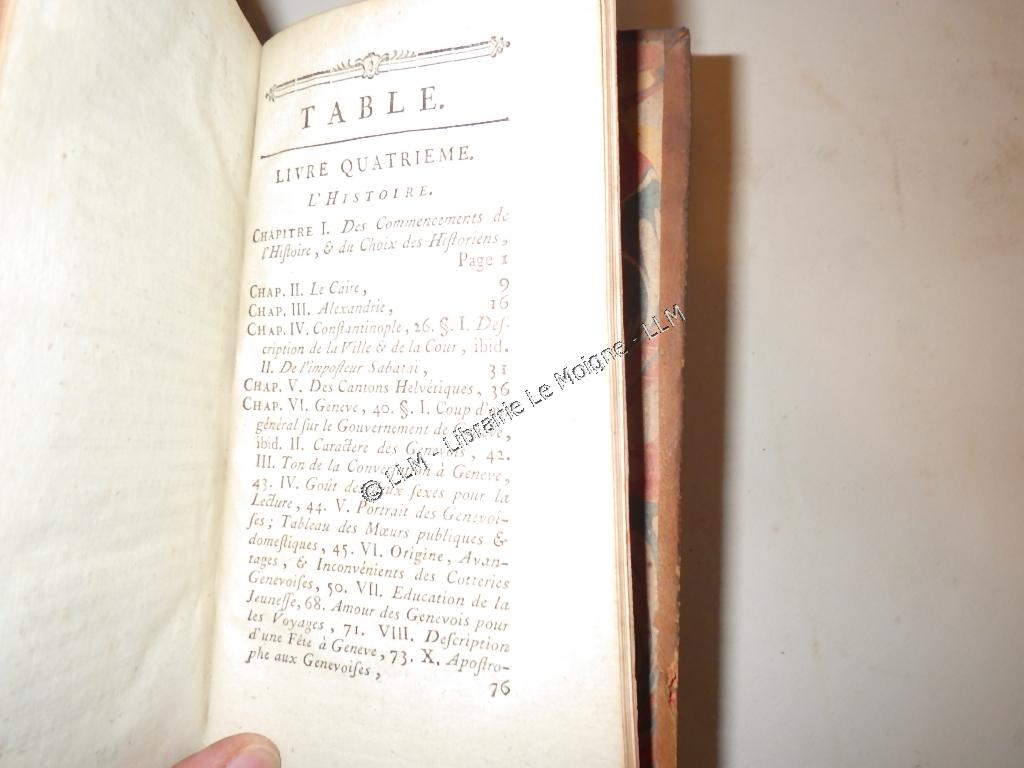 TABLE.
LIVRE QUATRIEME.
L'HISTOIRE.
CHAPITRE I. Des Commencements de
l'Histoire, & du Choix des Historiens,
Page 1
CHAP. II. Le Caire, 9
CHAP. III. Alexandrie, 16
CHAP. IV. Constantinople, 26. §. I. Des-
cription de la Ville & de la Cour, ibid.
II. De l'imposteur Sabatai, 31
CHAP. V. Des Cantons Helvétiques, 36
CHAP. VI. Geneve, 40. §. I. Coup d'
général sur le Gouvernement de
ibid. II. Caractere des Genevois, 42.
III. Ton de la Conversation à Geneve,
43. IV. Goût des deux sexes pour la
Lecture, 44. V. Portrait des Genevoi-
ses; Tableau des Mœurs publiques &
domestiques, 45. VI. Origine, Avan-
tages, & Inconvénients des Cotteries
Genevoises, 50. VII. Education de la
Jeunesse, 68. Amour des Genevois pour
les Voyages, 71. VIII. Description
d'une Fête à Geneve, 73. X. Apostro-
phe aux Genevoises,
76
© LLM - Librairie Le Moigne - LLM